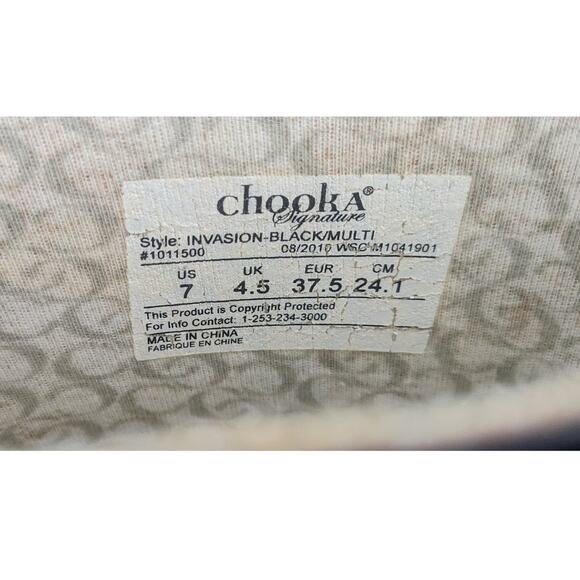 chooka®
Signature
Style: INVASION-BLACK/MULTI
#1011500 08/2010 WSC-M1041901
US UK EUR CM
7 4.5 37.5 24.1
This Product is Copyright Protected
For Info Contact: 1-253-234-3000
MADE IN CHINA
FABRIQUE EN CHINE